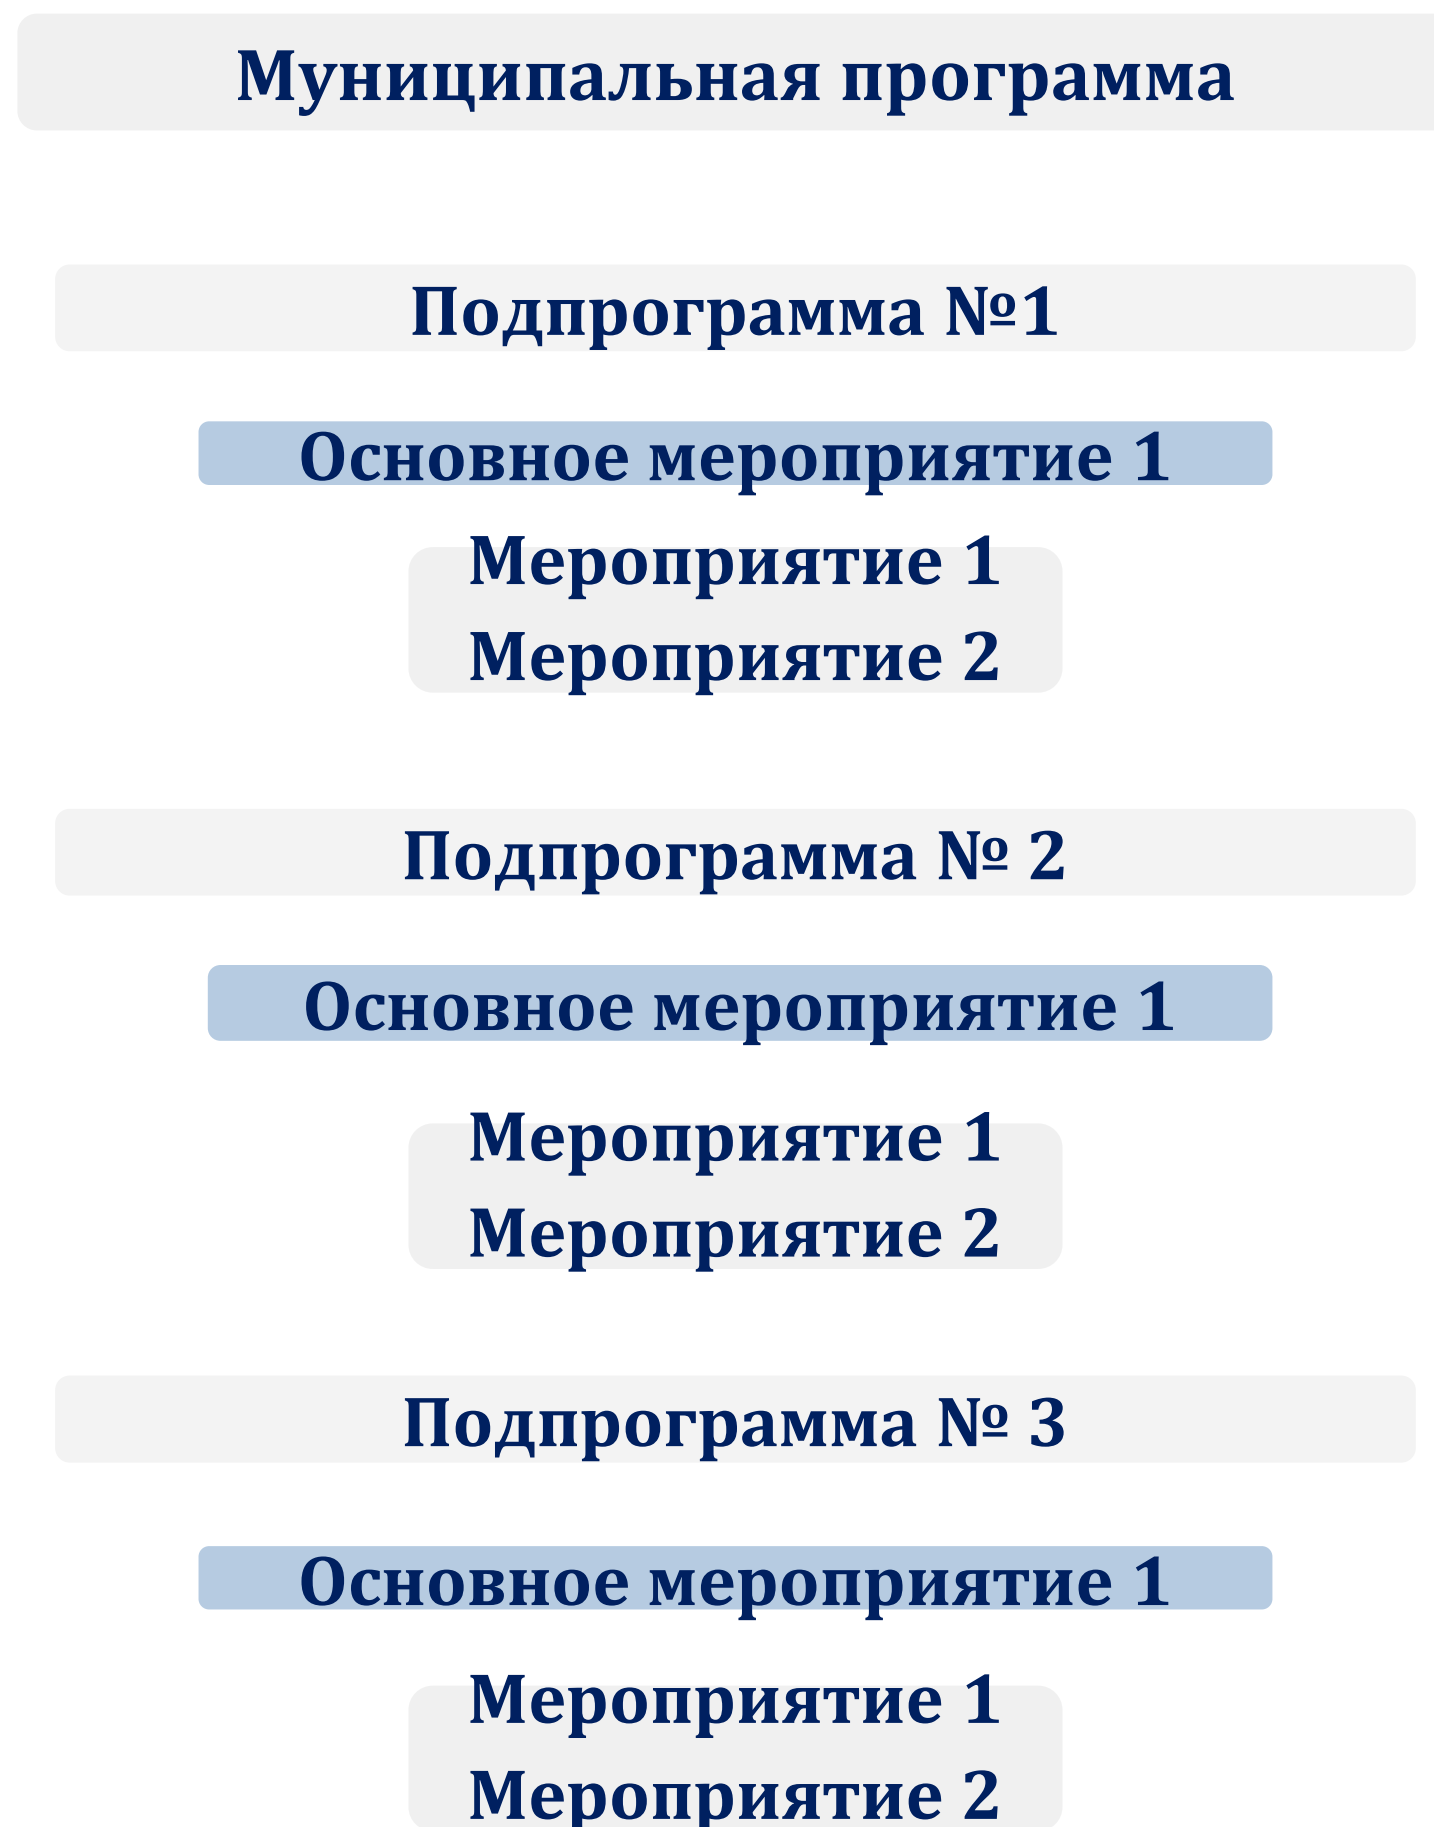 Муниципальная программа
Подпрограмма №1
Основное мероприятие 1
Мероприятие 1
Мероприятие 2
Подпрограмма № 2
Основное мероприятие 1
Мероприятие 1
Мероприятие 2
Подпрограмма № 3
Основное мероприятие 1
Мероприятие 1
Мероприятие 2